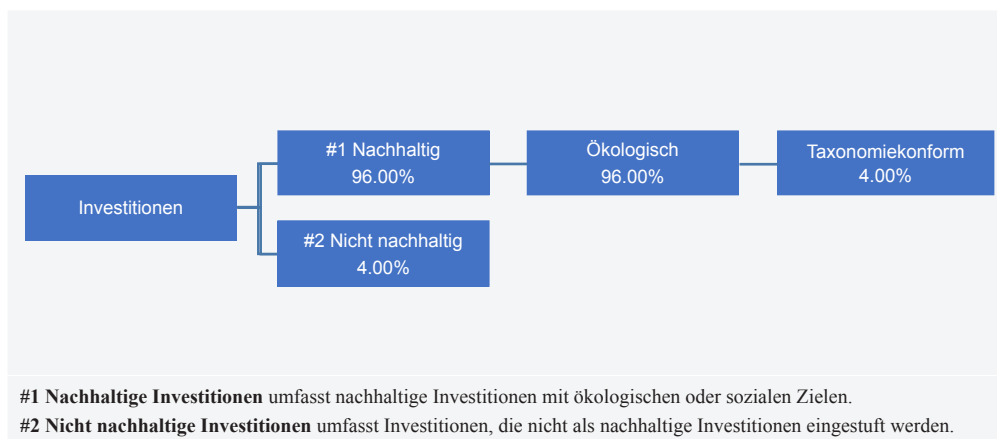 #1 Nachhaltig
96.00%
Ökologisch
96.00%
Taxonomiekonform
4.00%
Investitionen
#2 Nicht nachhaltig
4.00%
#1 Nachhaltige Investitionen umfasst nachhaltige Investitionen mit ökologischen oder sozialen Zielen.
#2 Nicht nachhaltige Investitionen umfasst Investitionen, die nicht als nachhaltige Investitionen eingestuft werden.